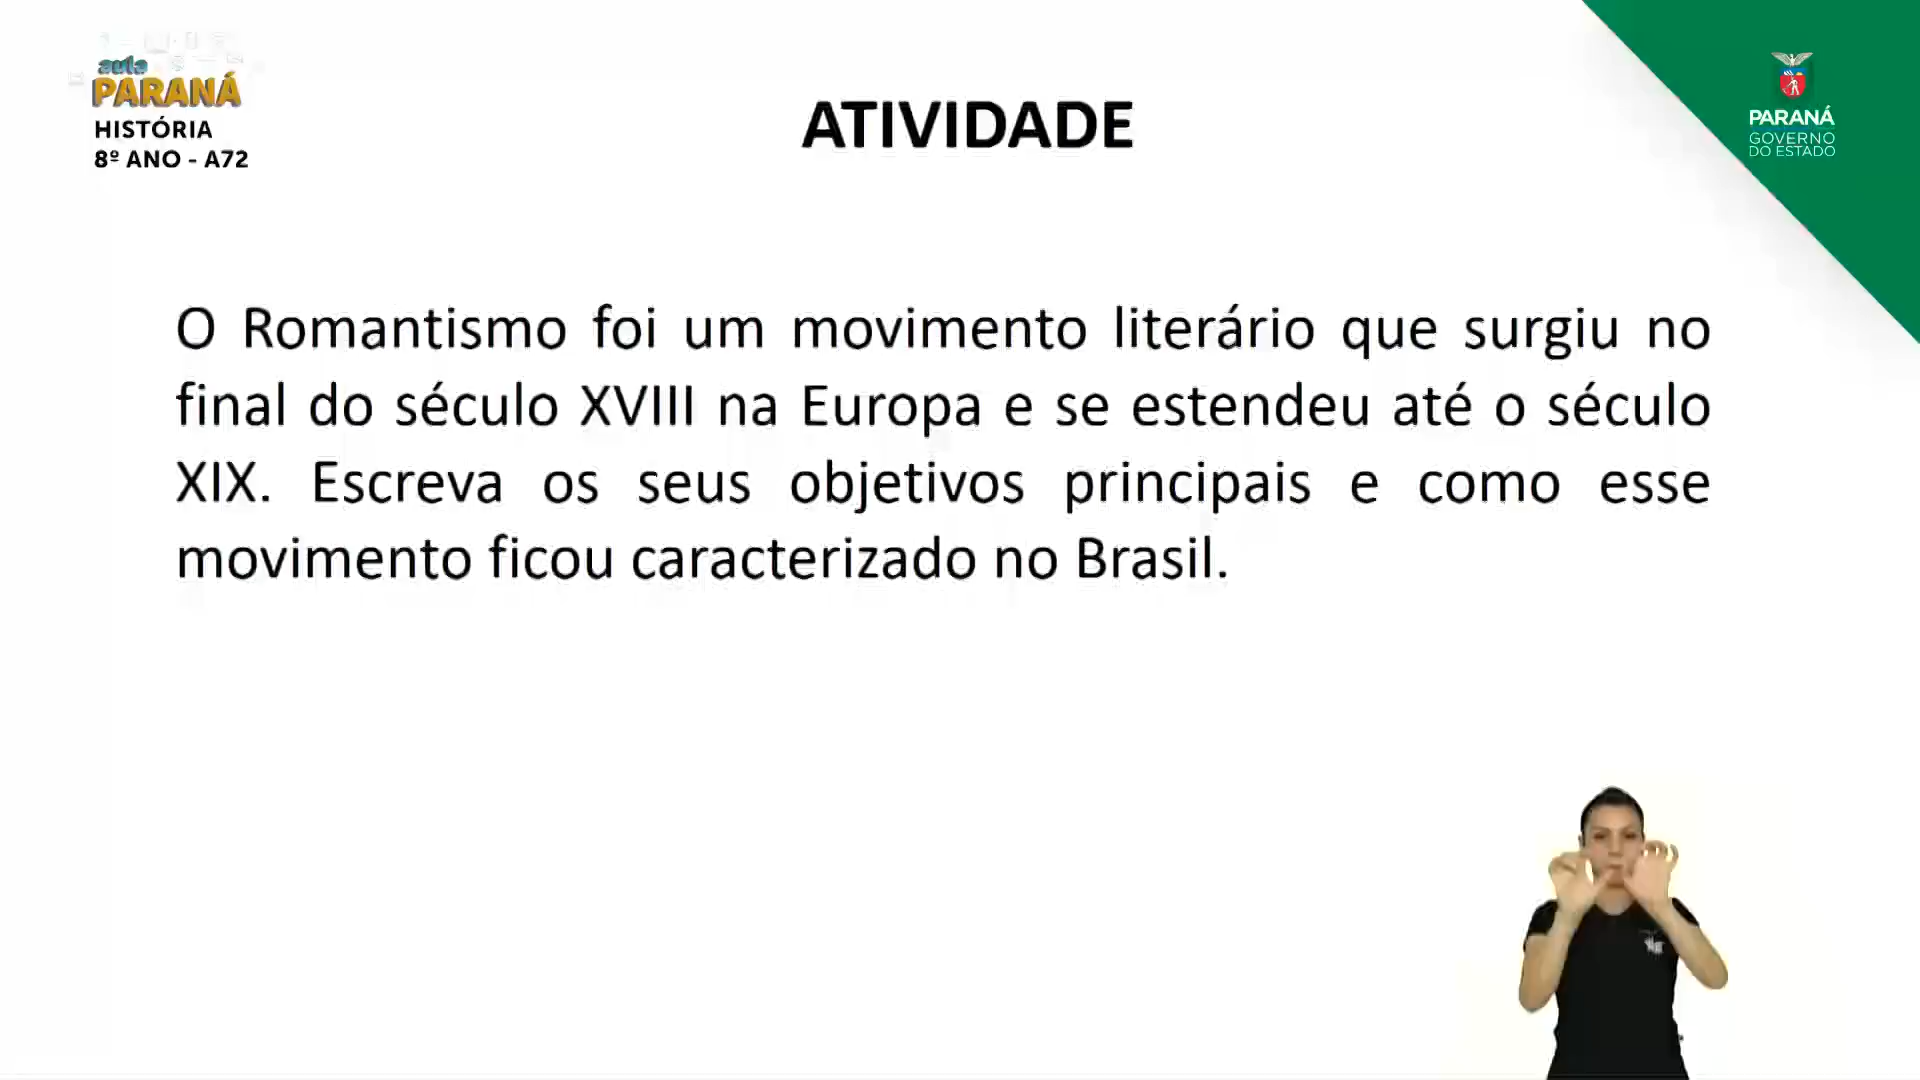 aula
PARANÁ
HISTÓRIA
8º ANO - A72
ATIVIDADE
PARANÁ
GOVERNO
DO ESTADO
O Romantismo foi um movimento literário que surgiu no
final do século XVIII na Europa e se estendeu até o século
XIX. Escreva os seus objetivos principais e como esse
movimento ficou caracterizado no Brasil.